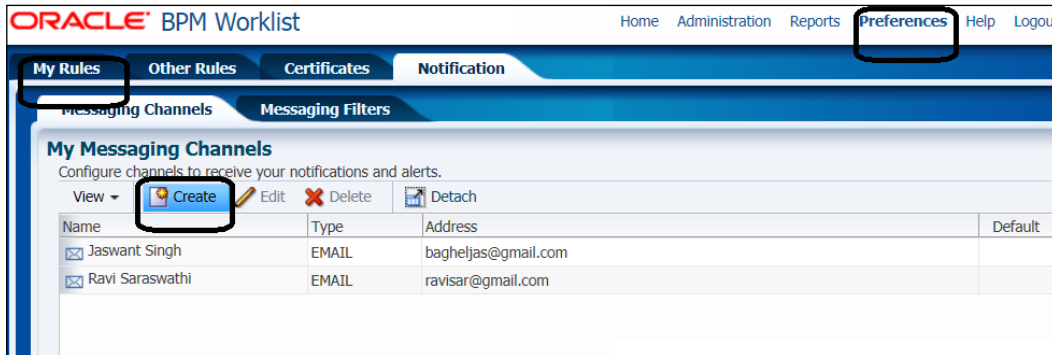 ORACLE BPM Worklist Home Administration Reports Preferences Help Logou
My Rules Other Rules Certificates Notification
Messaging Channels Messaging Filters
My Messaging Channels
Configure channels to receive your notifications and alerts.
View Create Edit Delete Detach
Name Type Address Default
Jaswant Singh EMAIL bagheljas@gmail.com
Ravi Saraswathi EMAIL ravisar@gmail.com